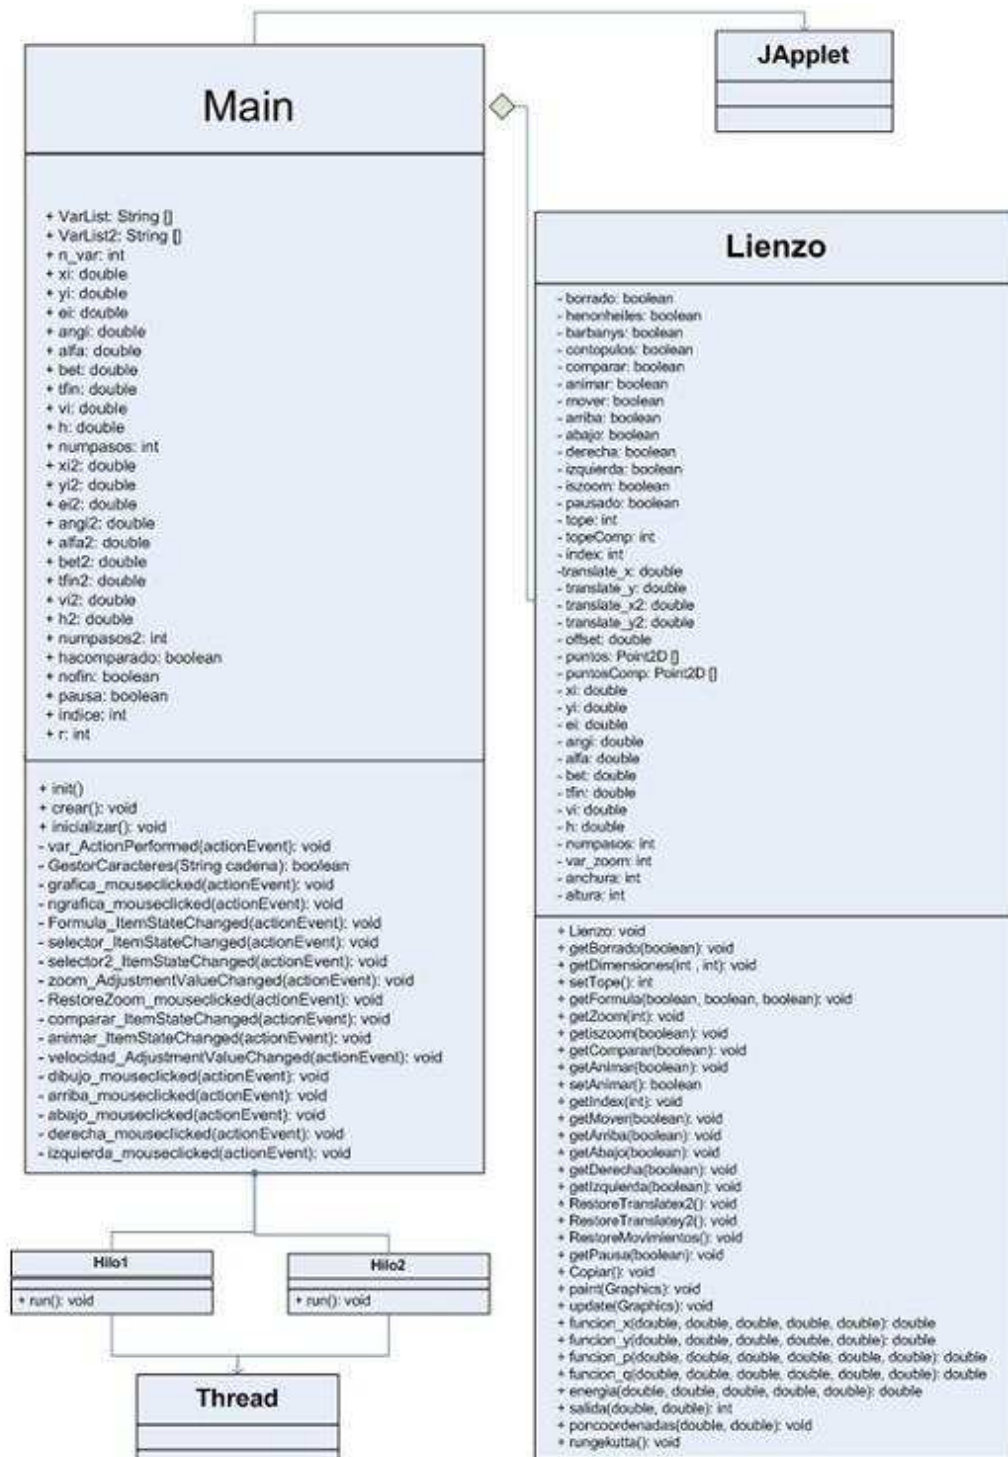 JApplet
Main
+ VarList: String []
+ VarList2: String []
+ n_var: int
+ xi: double
+ yi: double
+ ei: double
+ angi: double
+ alfa: double
+ bet: double
+ tfin: double
+ vi: double
+ h: double
+ numpasos: int
+ xi2: double
+ yi2: double
+ ei2: double
+ angi2: double
+ alfa2: double
+ bet2: double
+ tfin2: double
+ vi2: double
+ h2: double
+ numpasos2: int
+ hacomparado: boolean
+ nofin: boolean
+ pausa: boolean
+ indice: int
+ r: int
+ init()
+ crear(): void
+ inicializar(): void
- var_ActionPerformed(actionEvent): void
- GestorCaracteres(String cadena): boolean
- grafica_mouseclicked(actionEvent): void
- ngrafica_mouseclicked(actionEvent): void
- Formula_ItemStateChanged(actionEvent): void
- selector_ItemStateChanged(actionEvent): void
- selector2_ItemStateChanged(actionEvent): void
- zoom_AdjustmentValueChanged(actionEvent): void
- RestoreZoom_mouseclicked(actionEvent): void
- comparar_ItemStateChanged(actionEvent): void
- animar_ItemStateChanged(actionEvent): void
- velocidad_AdjustmentValueChanged(actionEvent): void
- dibujo_mouseclicked(actionEvent): void
- arriba_mouseclicked(actionEvent): void
- abajo_mouseclicked(actionEvent): void
- derecha_mouseclicked(actionEvent): void
- izquierda_mouseclicked(actionEvent): void
Lienzo
- borrado: boolean
- henonheiles: boolean
- barbanys: boolean
- contopulos: boolean
- comparar: boolean
- animar: boolean
- mover: boolean
- arriba: boolean
- abajo: boolean
- derecha: boolean
- izquierda: boolean
- iszoom: boolean
- pausado: boolean
- tope: int
- topeComp: int
- index: int
-translate_x: double
- translate_y: double
- translate_x2: double
- translate_y2: double
- offset: double
- puntos: Point2D []
- puntosComp: Point2D []
- xi: double
- yi: double
- ei: double
- angi: double
- alfa: double
- bet: double
- tfin: double
- vi: double
- h: double
- numpasos: int
- var_zoom: int
- anchura: int
- altura: int
+ Lienzo: void
+ getBorrado(boolean): void
+ getDimensiones(int , int): void
+ setTope(): int
+ getFormula(boolean, boolean, boolean): void
+ getZoom(int): void
+ getiszoom(boolean): void
+ getComparar(boolean): void
+ getAnimar(boolean): void
+ setAnimar(): boolean
+ getIndex(int): void
+ getMover(boolean): void
+ getArriba(boolean): void
+ getAbajo(boolean): void
+ getDerecha(boolean): void
+ getIzquierda(boolean): void
+ RestoreTranslatex2(): void
+ RestoreTranslatey2(): void
+ RestoreMovimientos(): void
+ getPausa(boolean): void
+ Copiar(): void
+ paint(Graphics): void
+ update(Graphics): void
+ funcion_x(double, double, double, double, double): double
+ funcion_y(double, double, double, double, double): double
+ funcion_p(double, double, double, double, double, double): double
+ funcion_q(double, double, double, double, double, double): double
+ energia(double, double, double, double, double): double
+ salida(double, double): int
+ poncoordenadas(double, double): void
+ rungekutta(): void
Hilo1
+ run(): void
Hilo2
+ run(): void
Thread